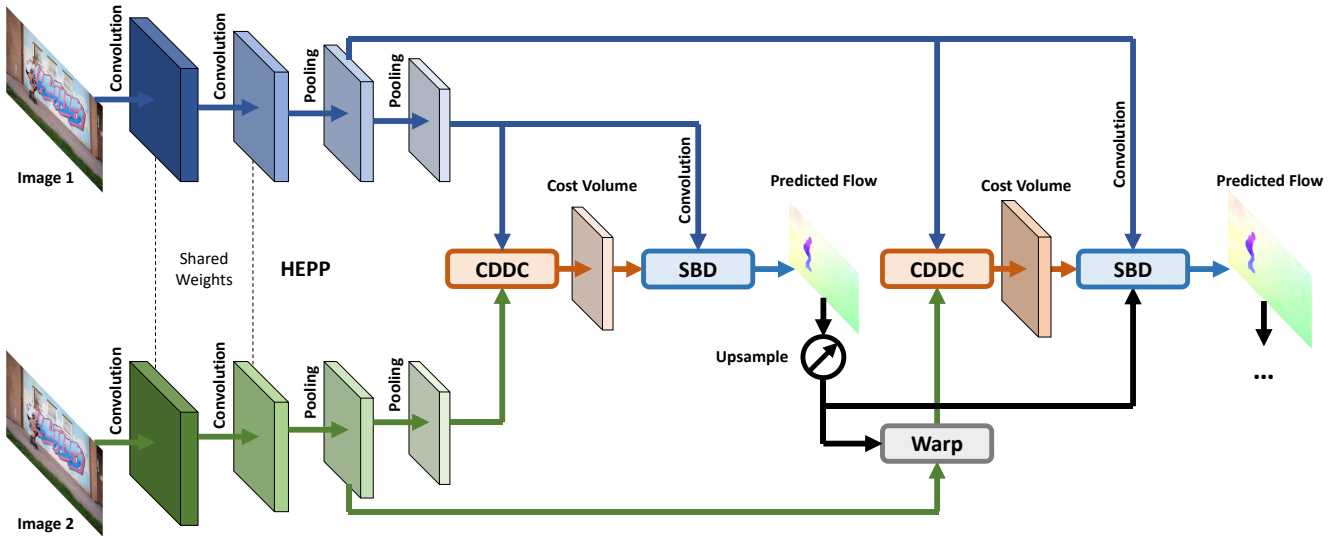 Convolution
Convolution
Pooling
Pooling
Image 1
Shared
Weights
HEPP
Cost Volume
Convolution
Predicted Flow
CDDC
SBD
Cost Volume
Convolution
Predicted Flow
CDDC
SBD
Upsample
...
Warp
Convolution
Convolution
Pooling
Pooling
Image 2